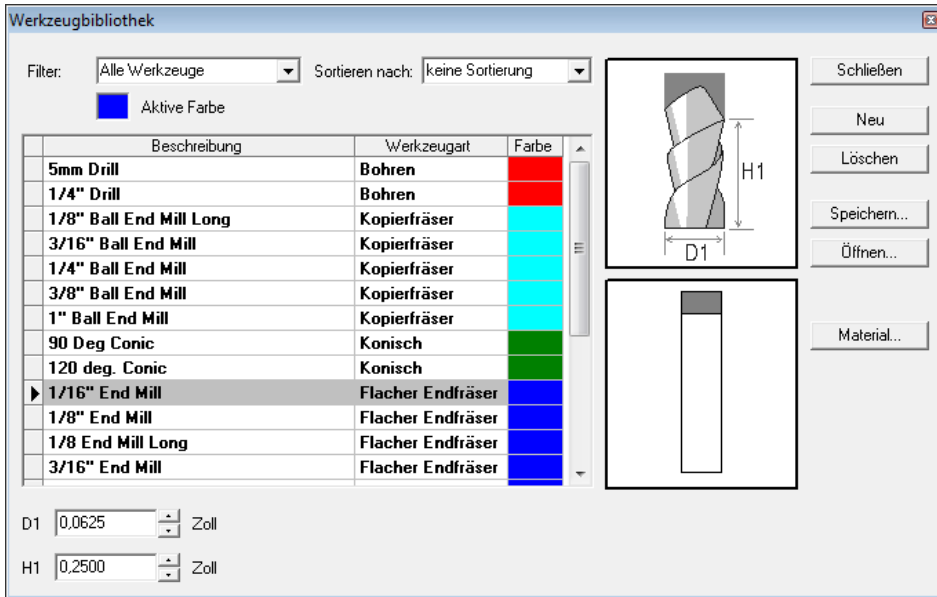 Werkzeugbibliothek
Filter: Alle Werkzeuge Sortieren nach: keine Sortierung
Aktive Farbe
Beschreibung Werkzeugart Farbe
5mm Drill Bohren
1/4" Drill Bohren
1/8" Ball End Mill Long Kopierfräser
3/16" Ball End Mill Kopierfräser
1/4" Ball End Mill Kopierfräser
3/8" Ball End Mill Kopierfräser
1" Ball End Mill Kopierfräser
90 Deg Conic Konisch
120 deg. Conic Konisch
1/16" End Mill Flacher Endfräser
1/8" End Mill Flacher Endfräser
1/8 End Mill Long Flacher Endfräser
3/16" End Mill Flacher Endfräser
D1 0,0625 Zoll
H1 0,2500 Zoll
H1
D1
Schließen
Neu
Löschen
Speichern...
Öffnen...
Material...